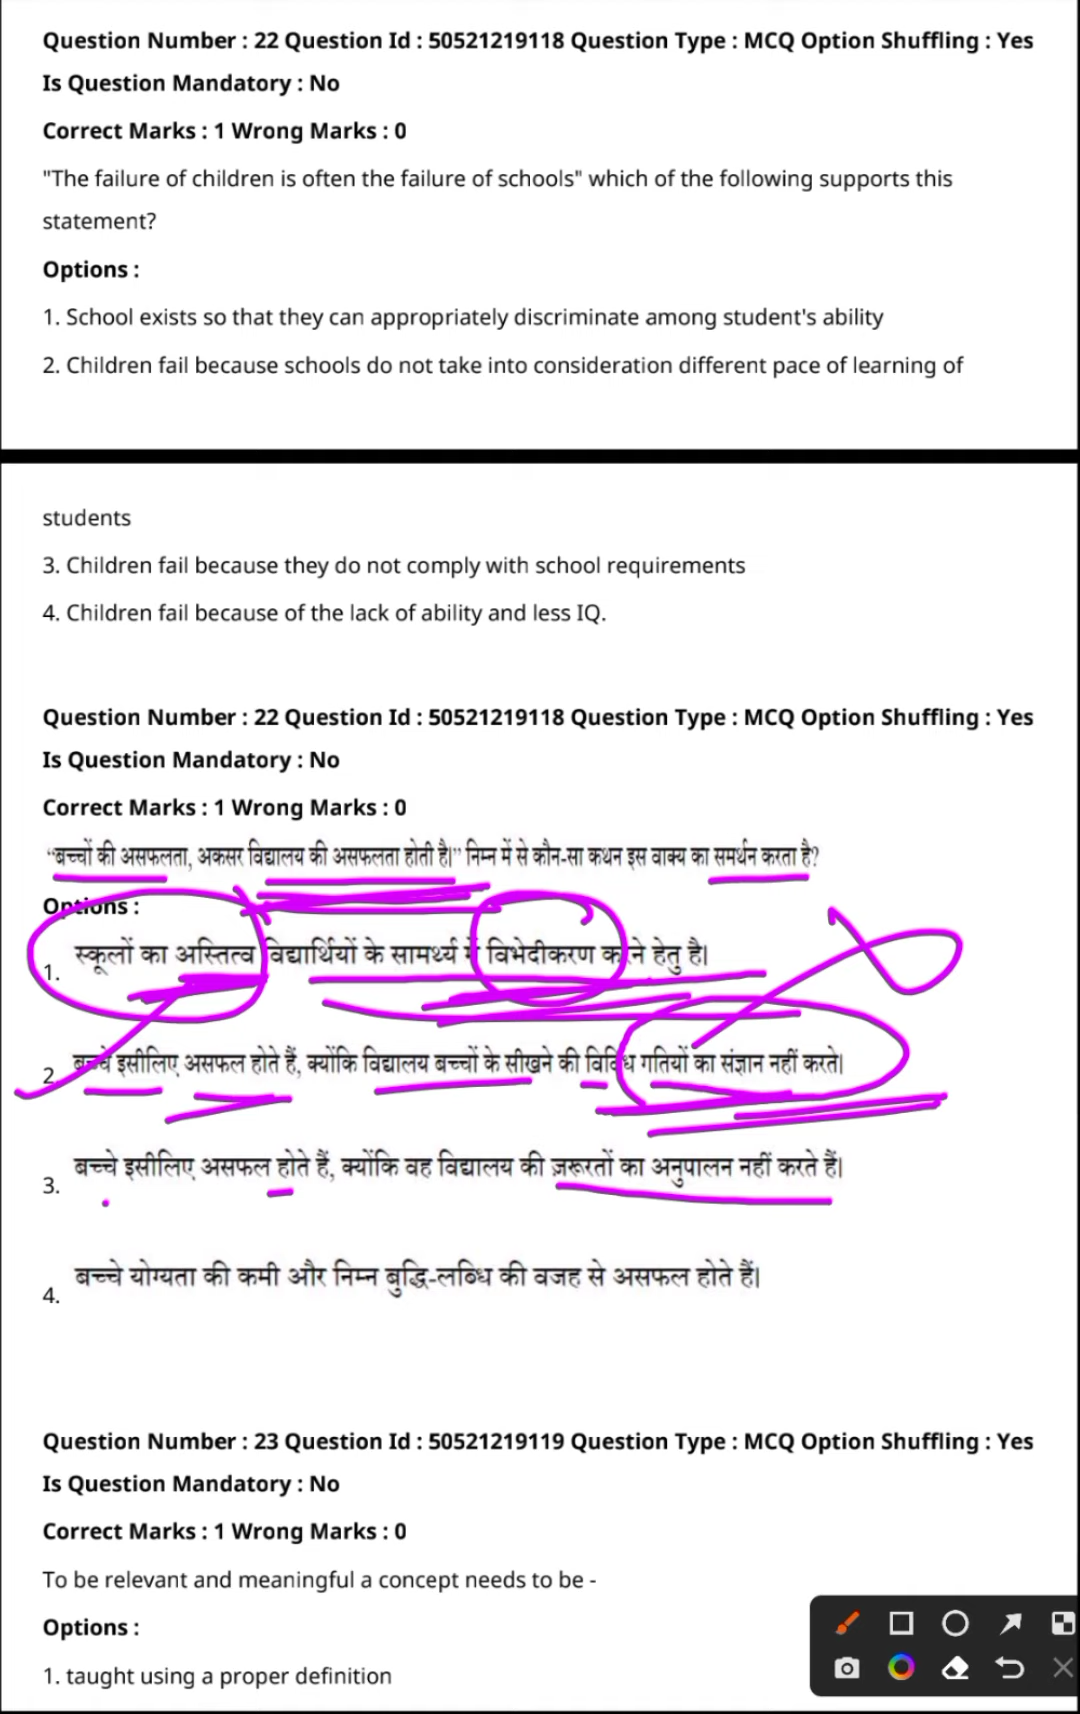 Question Number : 22 Question Id : 50521219118 Question Type : MCQ Option Shuffling : Yes
Is Question Mandatory : No
Correct Marks : 1 Wrong Marks : 0
"The failure of children is often the failure of schools" which of the following supports this
statement?
Options :
1. School exists so that they can appropriately discriminate among student's ability
2. Children fail because schools do not take into consideration different pace of learning of
students
3. Children fail because they do not comply with school requirements
4. Children fail because of the lack of ability and less IQ.
Question Number : 22 Question Id : 50521219118 Question Type : MCQ Option Shuffling : Yes
Is Question Mandatory : No
Correct Marks : 1 Wrong Marks : 0
“बच्चों की असफलता, अकसर विद्यालय की असफलता होती है।” निम्न में से कौन-सा कथन इस वाक्य का समर्थन करता है?
Options :
1. स्कूलों का अस्तित्व विद्यार्थियों के सामर्थ्य में विभेदीकरण करने हेतु है।
2. बच्चे इसीलिए असफल होते हैं, क्योंकि विद्यालय बच्चों के सीखने की विविध गतियों का संज्ञान नहीं करते।
3. बच्चे इसीलिए असफल होते हैं, क्योंकि वह विद्यालय की ज़रूरतों का अनुपालन नहीं करते हैं।
4. बच्चे योग्यता की कमी और निम्न बुद्धि-लब्धि की वजह से असफल होते हैं।
Question Number : 23 Question Id : 50521219119 Question Type : MCQ Option Shuffling : Yes
Is Question Mandatory : No
Correct Marks : 1 Wrong Marks : 0
To be relevant and meaningful a concept needs to be -
Options :
1. taught using a proper definition